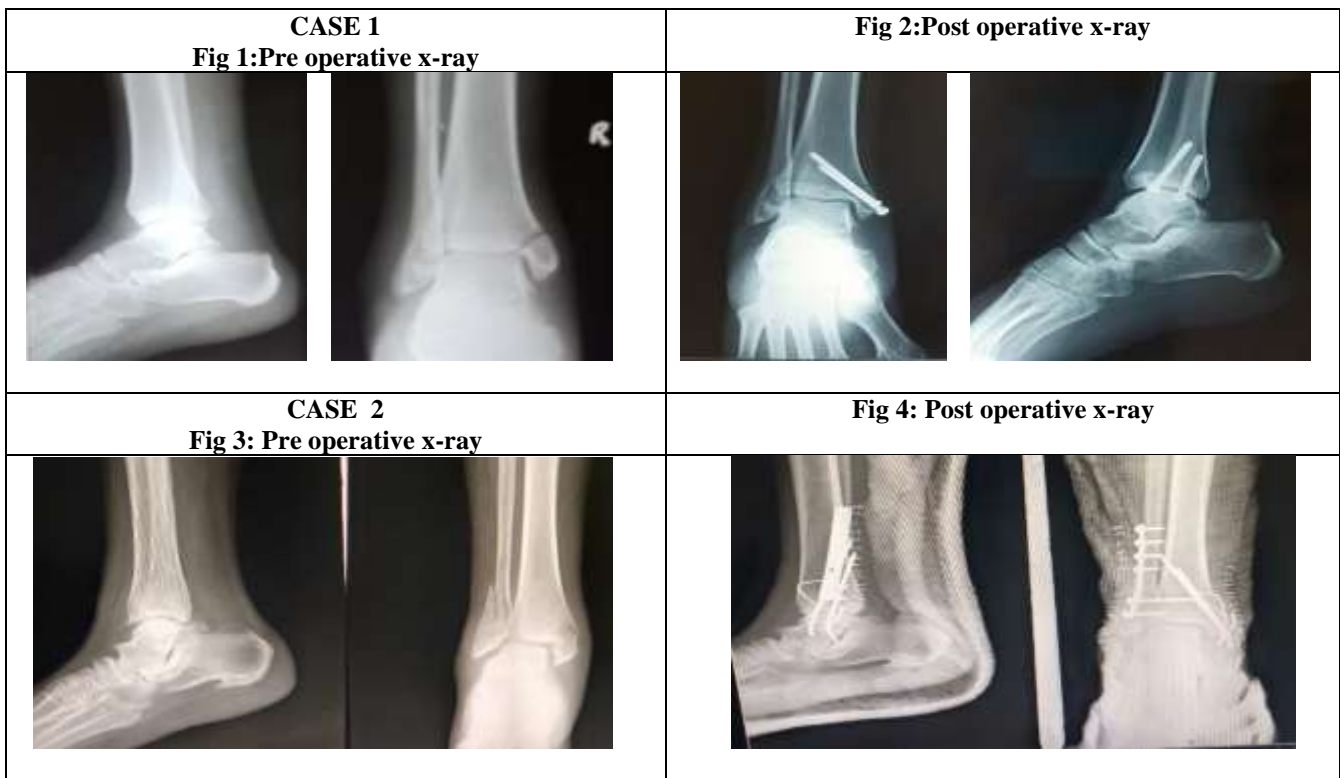 CASE 1
Fig 1:Pre operative x-ray
Fig 2:Post operative x-ray
R
CASE  2
Fig 3: Pre operative x-ray
Fig 4: Post operative x-ray